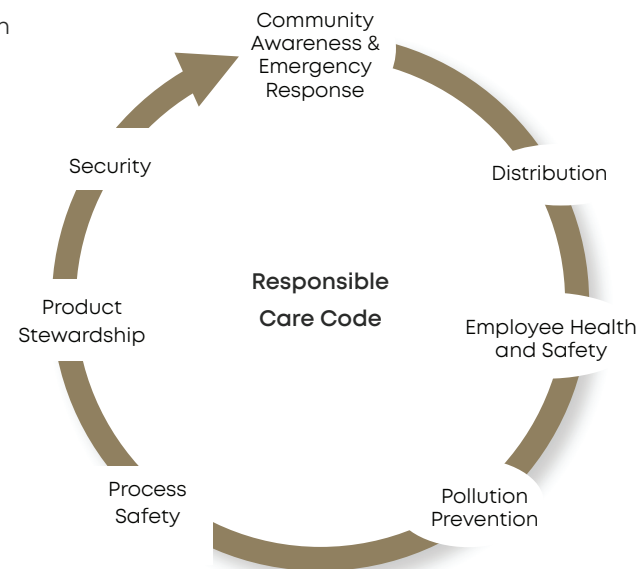 Community
Awareness &
Emergency
Response
Distribution
Employee Health
and Safety
Pollution
Prevention
Process
Safety
Product
Stewardship
Security
Responsible
Care Code